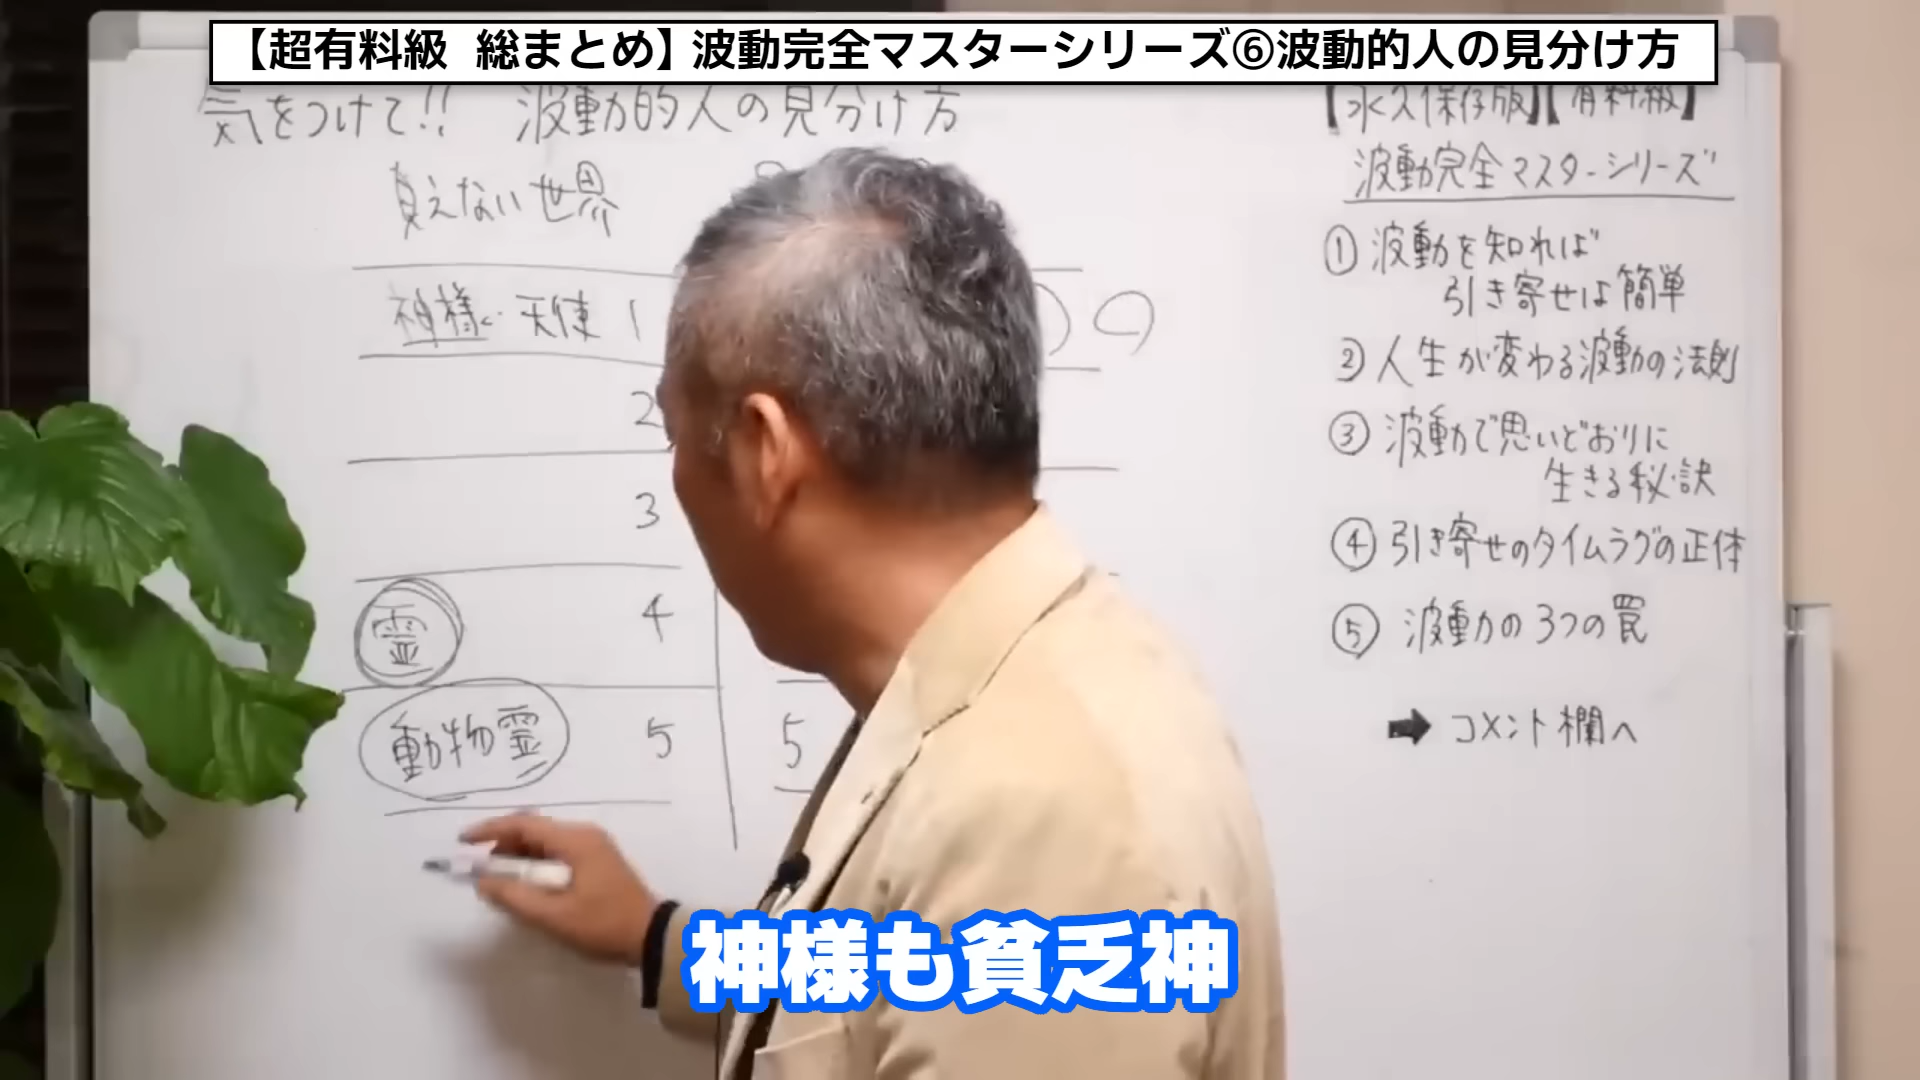 【超有料級 総まとめ】波動完全マスターシリーズ⑥波動的人の見分け方
気をつけて!! 波動的人の見分け方
見えない世界
神様・天使 1
2
3
霊 4
動物霊 5
5
【永久保存版】【有料級】
波動完全マスターシリーズ
① 波動を知れば
引き寄せは簡単
② 人生が変わる波動の法則
③ 波動で思いどおりに
生きる秘訣
④ 引き寄せのタイムラグの正体
⑤ 波動力の3つの罠
➡ コメント欄へ
神様も貧乏神